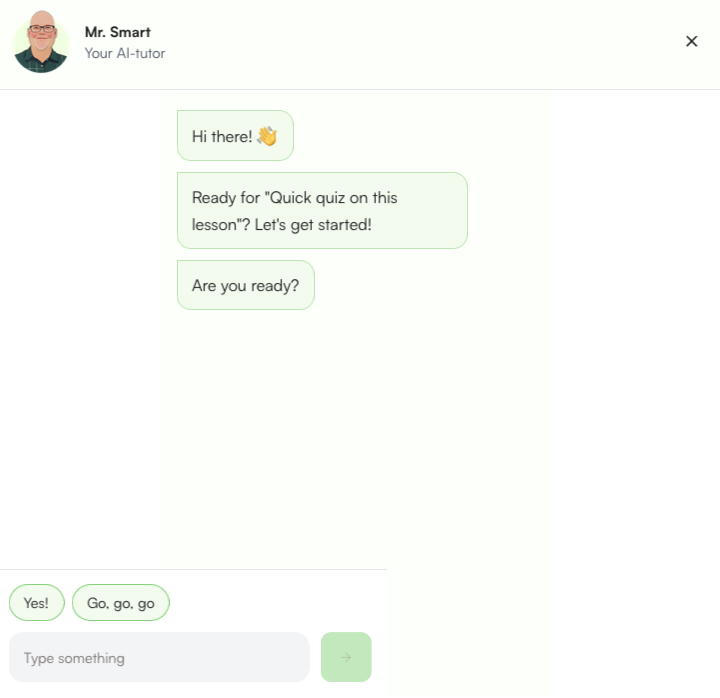 Mr. Smart
Your AI-tutor
Hi there! 👋
Ready for "Quick quiz on this
lesson"? Let's get started!
Are you ready?
Yes!
Go, go, go
Type something